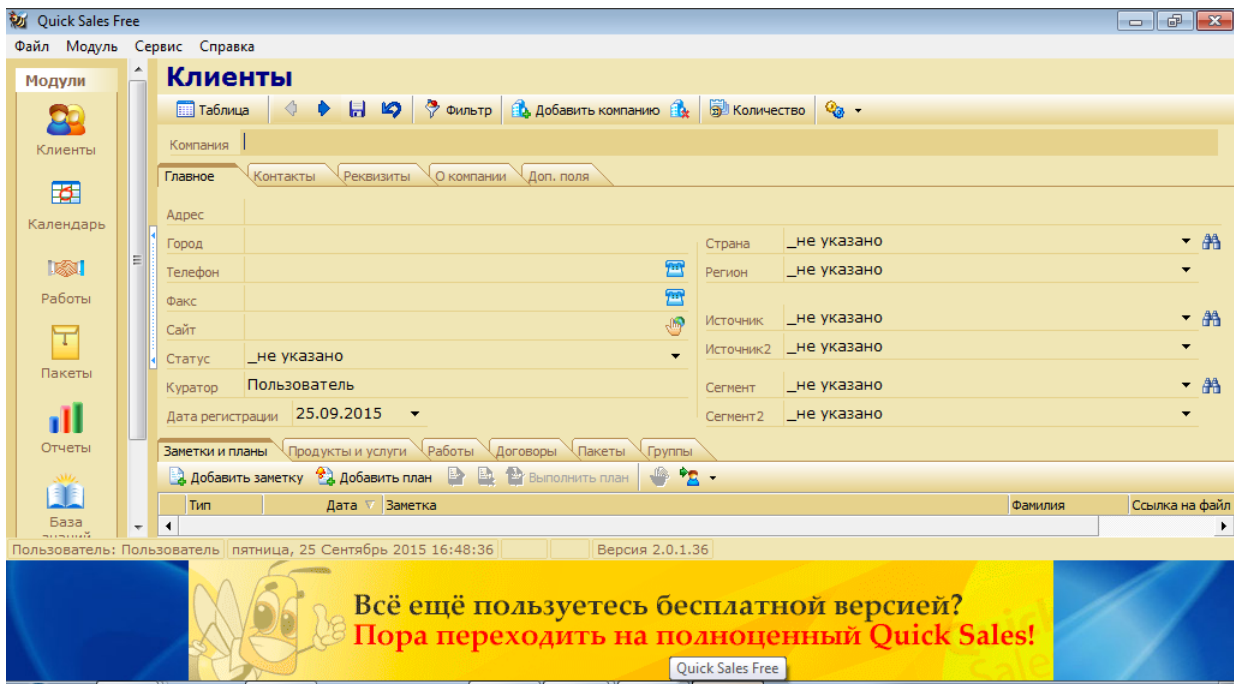 Quick Sales Free
Файл Модуль Сервис Справка
Модули
Клиенты
Календарь
Работы
Пакеты
Отчеты
База
Клиенты
Таблица Фильтр Добавить компанию Количество
Компания
Главное Контакты Реквизиты О компании Доп. поля
Адрес
Город
Страна _не указано
Телефон
Регион _не указано
Факс
Источник _не указано
Сайт
Источник2 _не указано
Статус _не указано
Куратор Пользователь
Сегмент _не указано
Дата регистрации 25.09.2015
Сегмент2 _не указано
Заметки и планы Продукты и услуги Работы Договоры Пакеты Группы
Добавить заметку Добавить план Выполнить план
Тип Дата Заметка Фамилия Ссылка на файл
Пользователь: Пользователь пятница, 25 Сентябрь 2015 16:48:36 Версия 2.0.1.36
Всё ещё пользуетесь бесплатной версией?
Пора переходить на полноценный Quick Sales!
Quick Sales Free